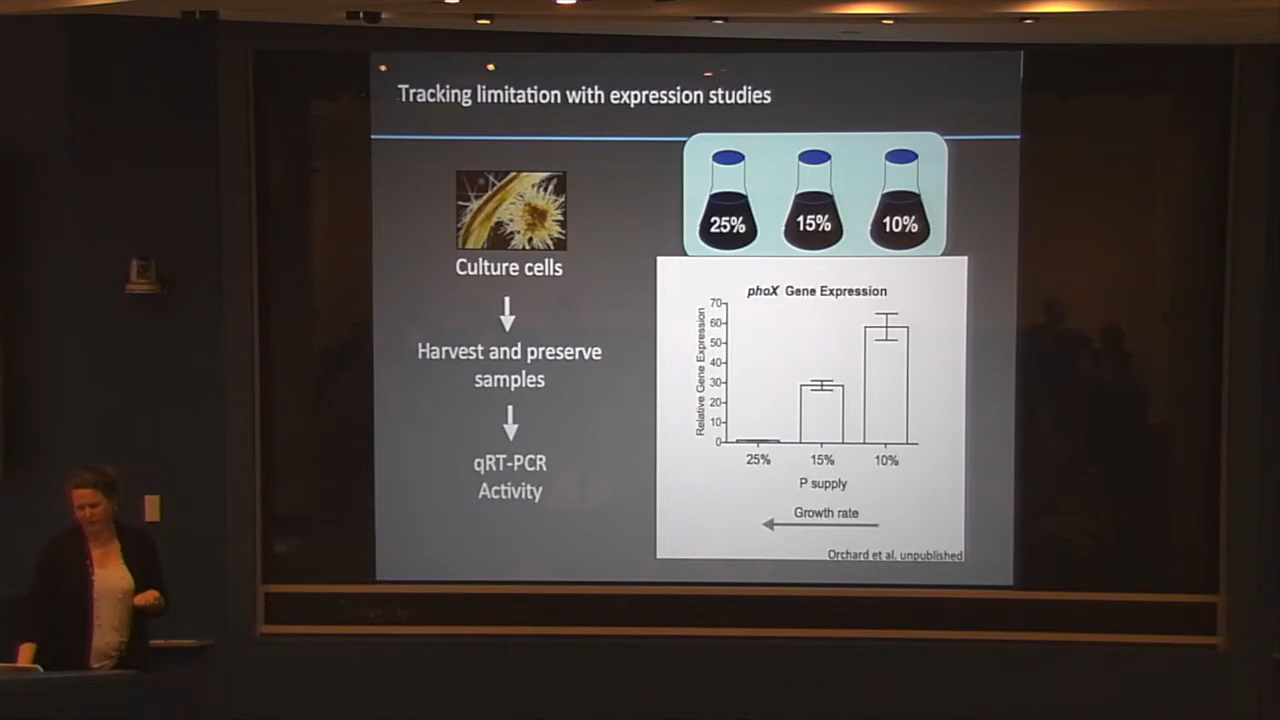 Tracking limitation with expression studies
25%
15%
10%
Culture cells
Harvest and preserve
samples
qRT-PCR
Activity
phoX Gene Expression
Relative Gene Expression
70
60
50
40
30
20
10
0
25%
15%
10%
P supply
Growth rate
Orchard et al. unpublished